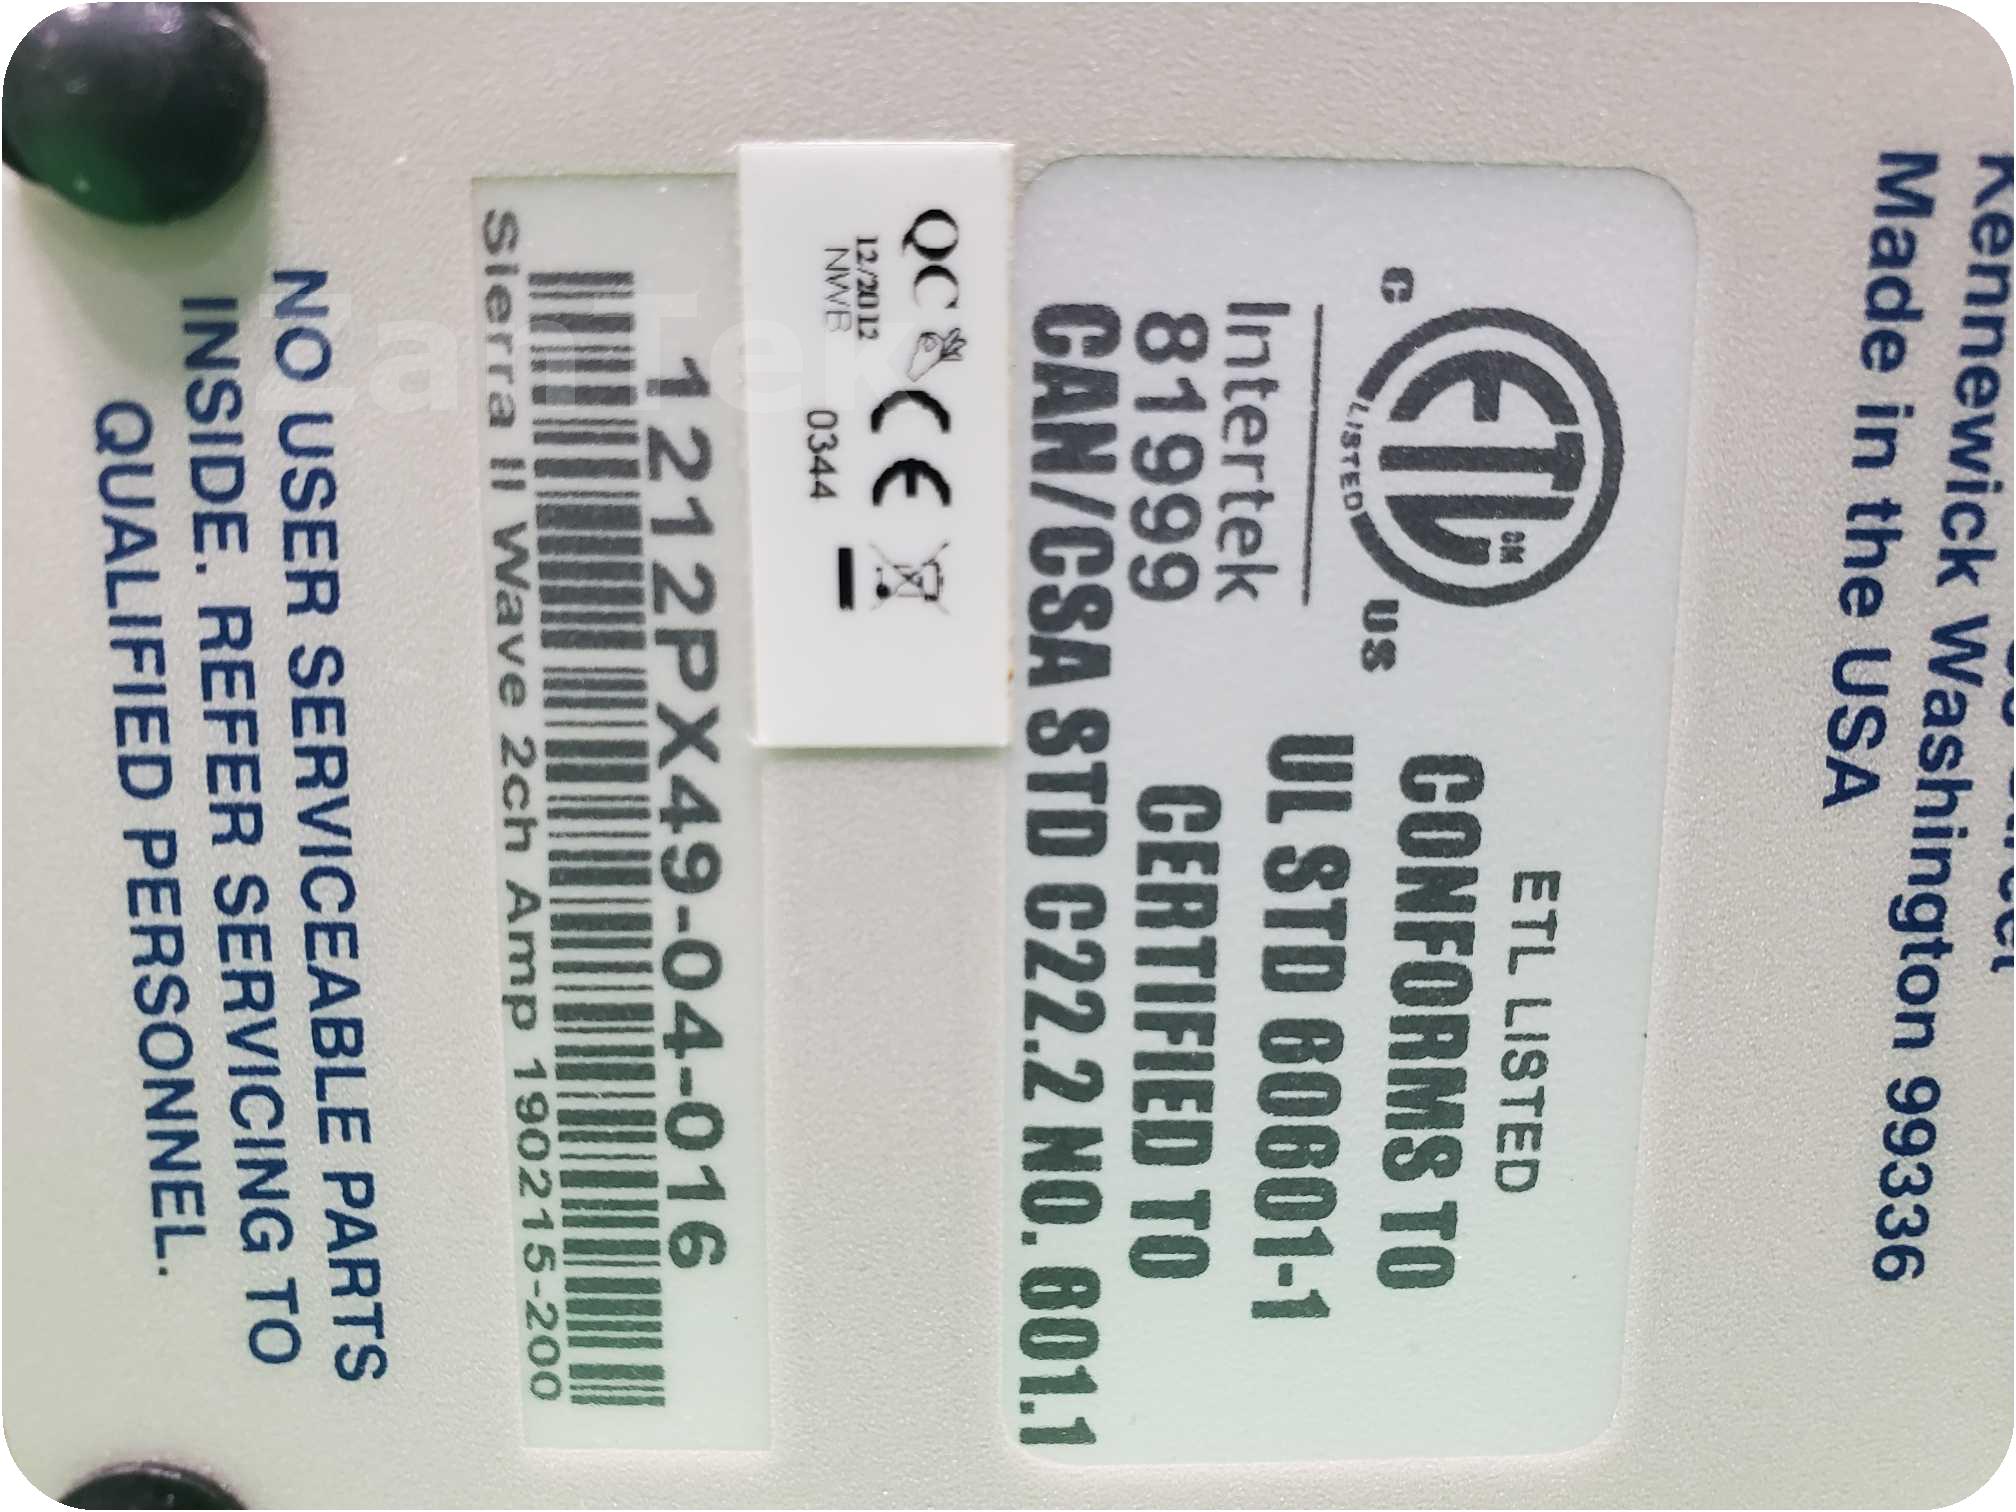 Kennewick Washington 99336
Made in the USA
C
ETL
CM
LISTED
US
Intertek
81999
ETL LISTED
CONFORMS TO
UL STD 60601-1
CERTIFIED TO
CAN/CSA STD C22.2 NO. 601.1
QC
12/2012
NWB
CE
0344
1212PX49-04-016
Sierra II Wave 2ch Amp 190215-200
NO USER SERVICEABLE PARTS
INSIDE. REFER SERVICING TO
QUALIFIED PERSONNEL.
ZanTek